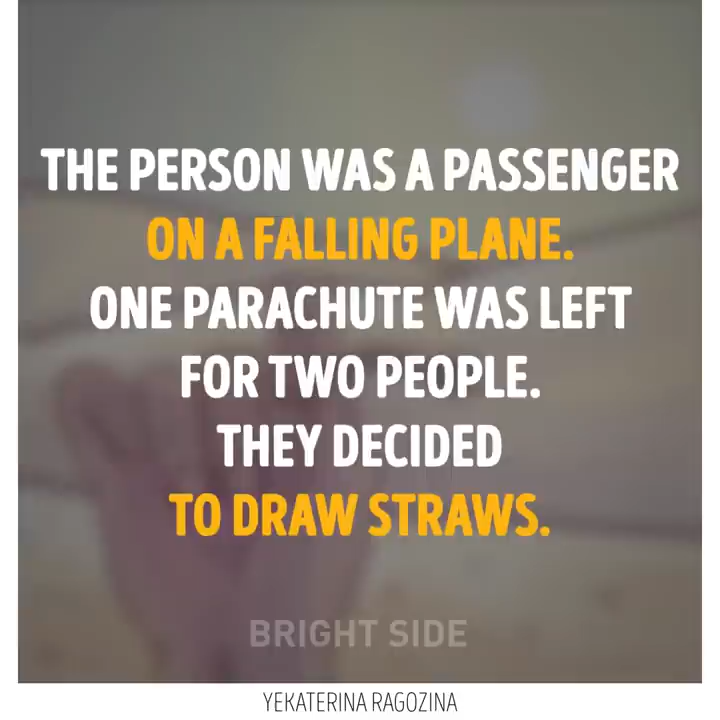 THE PERSON WAS A PASSENGER
ON A FALLING PLANE.
ONE PARACHUTE WAS LEFT
FOR TWO PEOPLE.
THEY DECIDED
TO DRAW STRAWS.
BRIGHT SIDE
YEKATERINA RAGOZINA